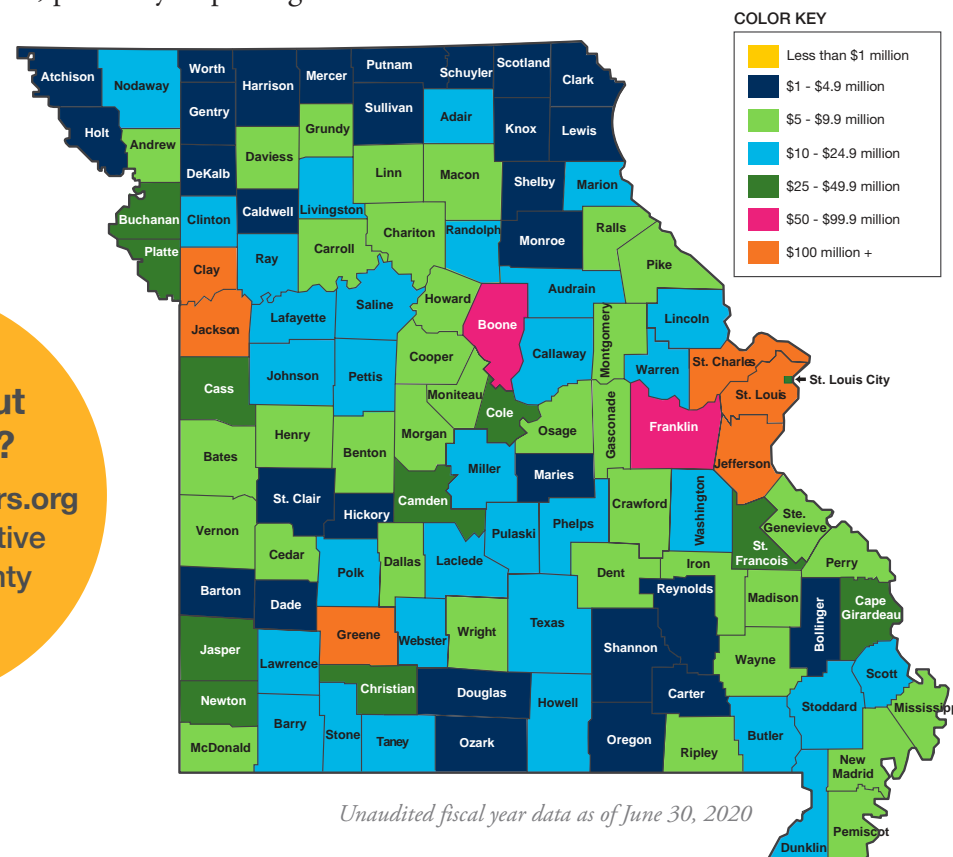 COLOR KEY
Less than $1 million
$1 - $4.9 million
$5 - $9.9 million
$10 - $24.9 million
$25 - $49.9 million
$50 - $99.9 million
$100 million +
Atchison
Nodaway
Worth
Harrison
Mercer
Putnam
Schuyler
Scotland
Clark
Gentry
Sullivan
Adair
Knox
Lewis
Holt
Andrew
Grundy
Daviess
DeKalb
Linn
Macon
Shelby
Marion
Buchanan
Clinton
Caldwell
Livingston
Chariton
Randolph
Monroe
Ralls
Platte
Clay
Ray
Carroll
Pike
Audrain
Howard
Saline
Lafayette
Jackson
Boone
Lincoln
Callaway
Montgomery
Cooper
Warren
St. Charles
St. Louis City
St. Louis
Johnson
Pettis
Cass
Moniteau
Cole
Osage
Gasconade
Franklin
Henry
Morgan
Benton
Bates
Miller
Maries
Jefferson
St. Clair
Camden
Hickory
Crawford
Washington
Ste.
Genevieve
Pulaski
Phelps
Vernon
St.
Francois
Cedar
Dallas
Laclede
Polk
Dent
Iron
Perry
Barton
Dade
Reynolds
Madison
Cape
Girardeau
Bollinger
Greene
Webster
Wright
Texas
Shannon
Jasper
Lawrence
Wayne
Scott
Newton
Christian
Douglas
Howell
Carter
Stoddard
Barry
Stone
Taney
Ozark
Oregon
Ripley
Butler
McDonald
New
Madrid
Pemiscot
Dunklin
?
rs.org
Unaudited fiscal year data as of June 30, 2020